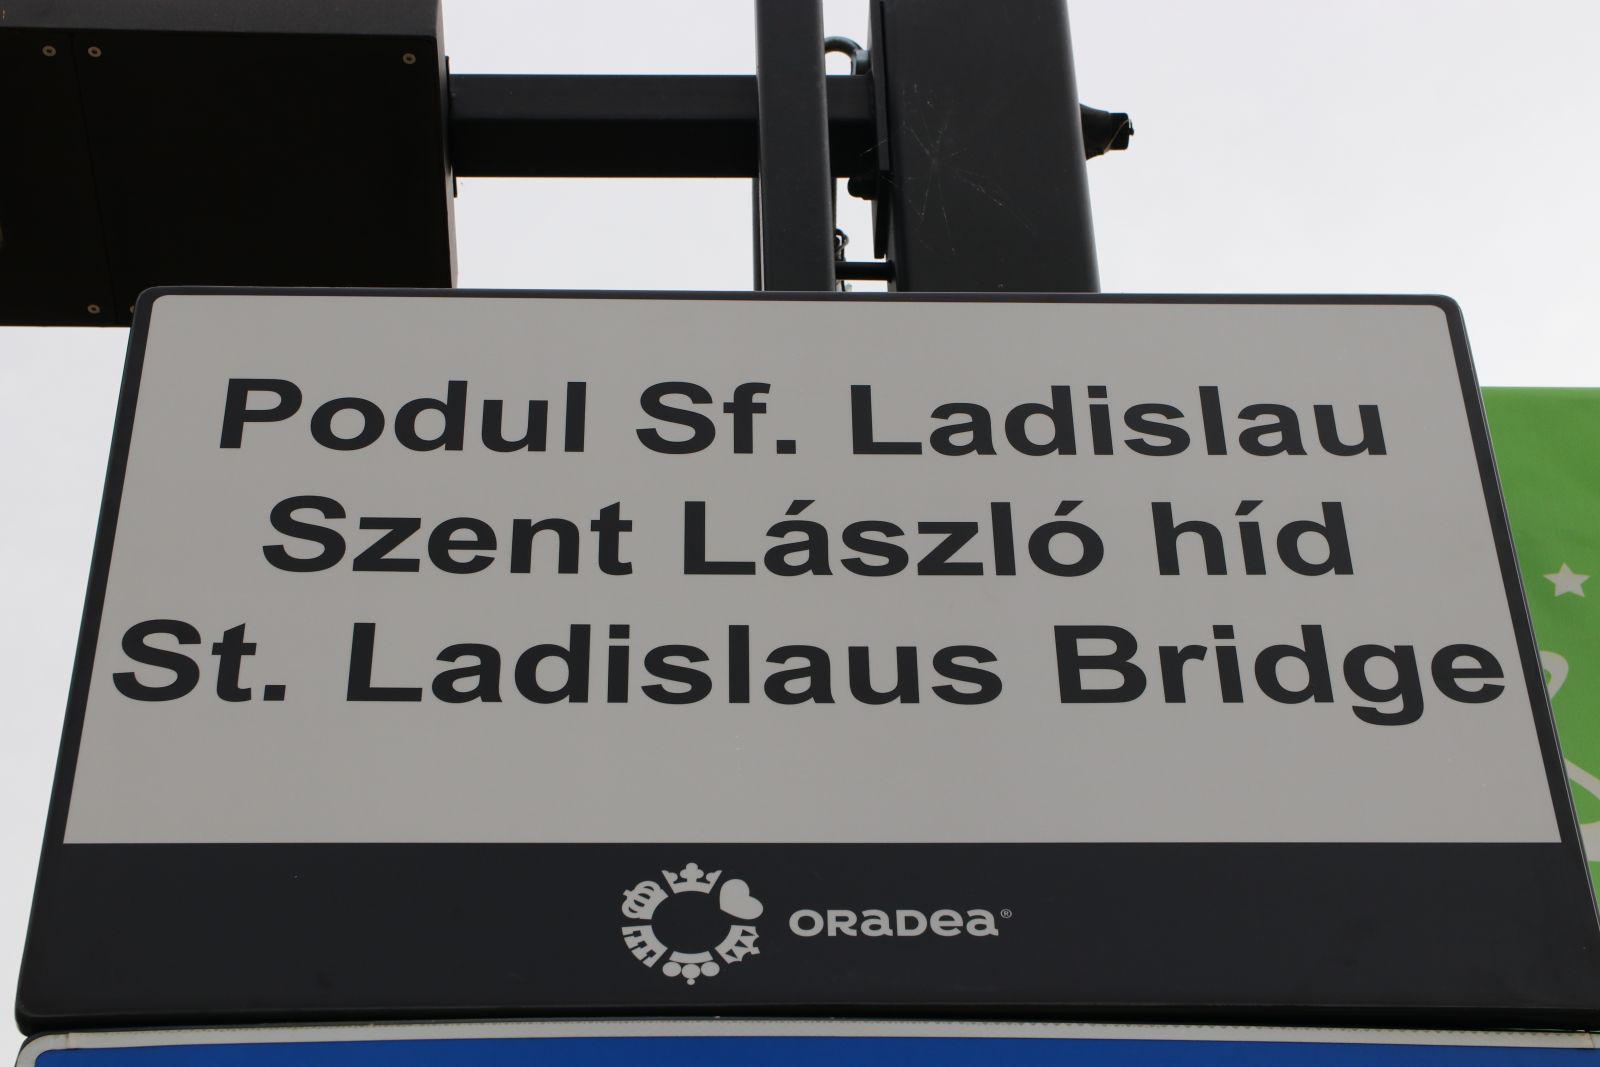 Podul Sf. Ladislau
Szent László híd
St. Ladislaus Bridge
ORADEA®